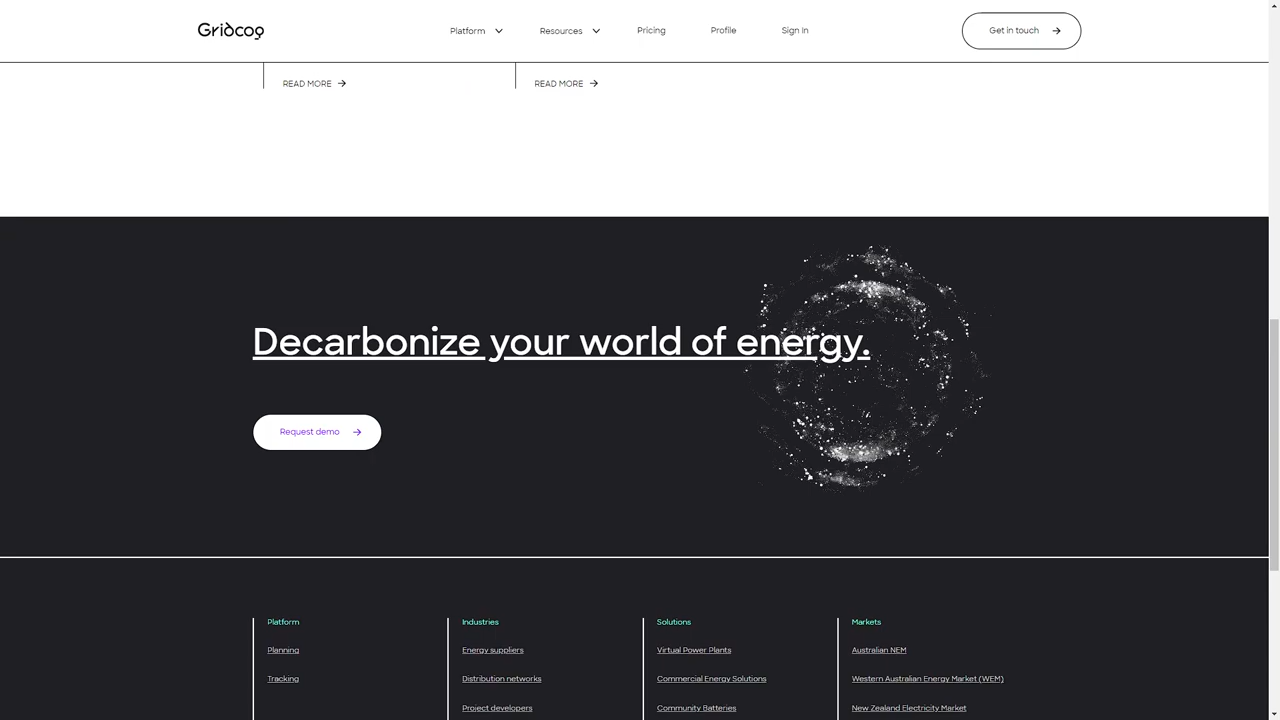 Gridcog
Platform
Resources
Pricing
Profile
Sign In
Get in touch
READ MORE
READ MORE
Decarbonize your world of energy.
Request demo
Platform
Planning
Tracking
Industries
Energy suppliers
Distribution networks
Project developers
Solutions
Virtual Power Plants
Commercial Energy Solutions
Community Batteries
Markets
Australian NEM
Western Australian Energy Market (WEM)
New Zealand Electricity Market